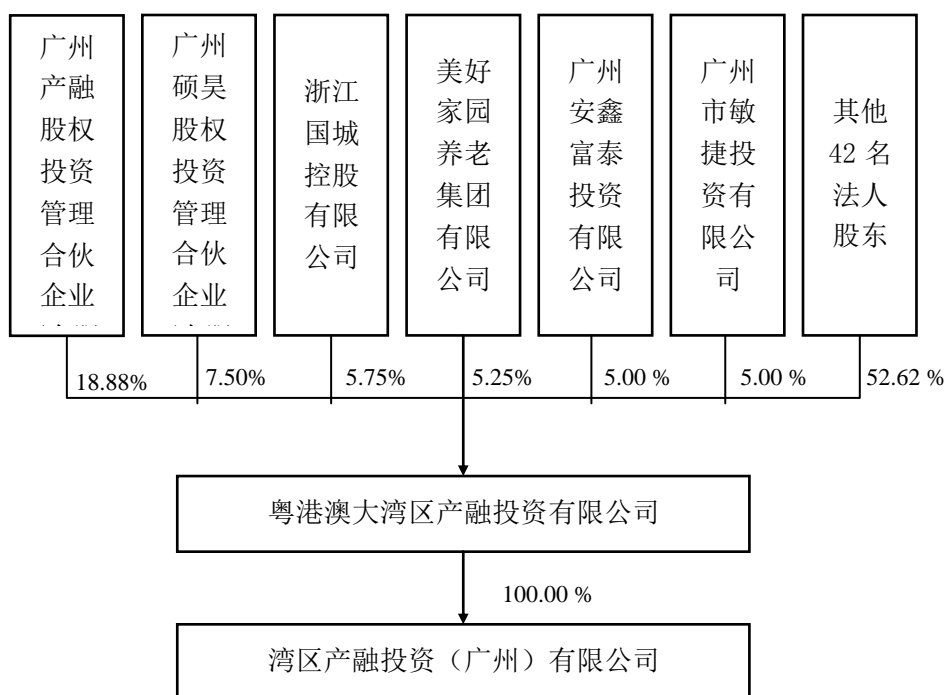 广州
产融
股权
投资
管理
合伙
企业
广州
硕昊
股权
投资
管理
合伙
企业
浙江
国城
控股
有限
公司
美好
家园
养老
集团
有限
公司
广州
安鑫
富泰
投资
有限
公司
广州
市敏
捷投
资有
限公
司
其他
42 名
法人
股东
18.88%
7.50%
5.75%
5.25%
5.00 %
5.00 %
52.62 %
粤港澳大湾区产融投资有限公司
100.00 %
湾区产融投资（广州）有限公司